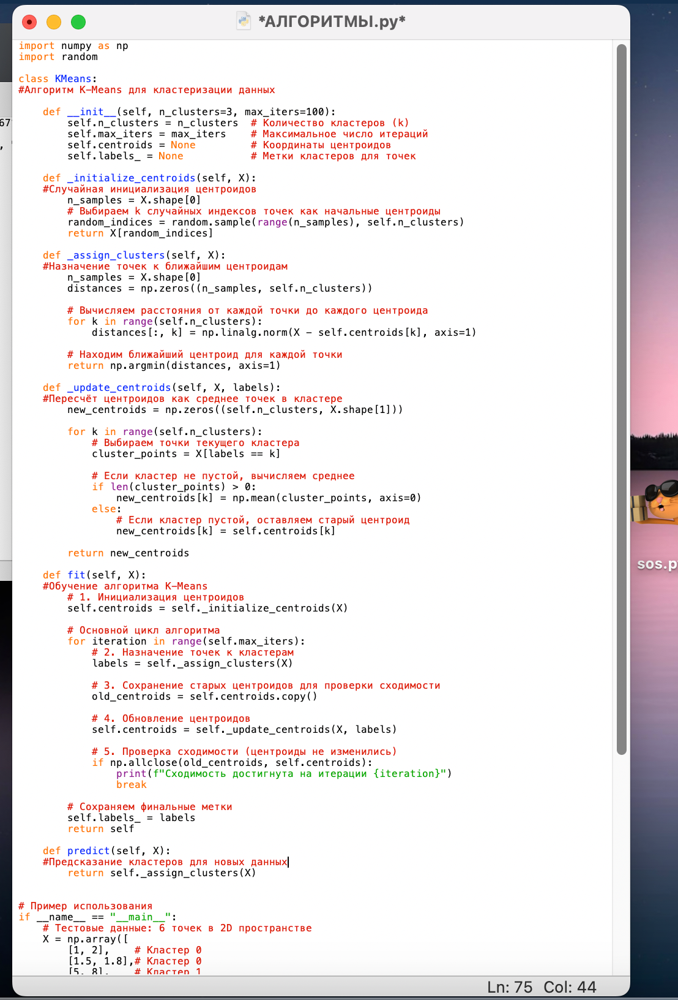 *АЛГОРИТМЫ.py*
import numpy as np
import random
class KMeans:
#Алгоритм K-Means для кластеризации данных
def __init__(self, n_clusters=3, max_iters=100):
self.n_clusters = n_clusters # Количество кластеров (k)
self.max_iters = max_iters # Максимальное число итераций
self.centroids = None # Координаты центроидов
self.labels_ = None # Метки кластеров для точек
def _initialize_centroids(self, X):
#Случайная инициализация центроидов
n_samples = X.shape[0]
# Выбираем k случайных индексов точек как начальные центроиды
random_indices = random.sample(range(n_samples), self.n_clusters)
return X[random_indices]
def _assign_clusters(self, X):
#Назначение точек к ближайшим центроидам
n_samples = X.shape[0]
distances = np.zeros((n_samples, self.n_clusters))
# Вычисляем расстояния от каждой точки до каждого центроида
for k in range(self.n_clusters):
distances[:, k] = np.linalg.norm(X - self.centroids[k], axis=1)
# Находим ближайший центроид для каждой точки
return np.argmin(distances, axis=1)
def _update_centroids(self, X, labels):
#Пересчёт центроидов как среднее точек в кластере
new_centroids = np.zeros((self.n_clusters, X.shape[1]))
for k in range(self.n_clusters):
# Выбираем точки текущего кластера
cluster_points = X[labels == k]
# Если кластер не пустой, вычисляем среднее
if len(cluster_points) > 0:
new_centroids[k] = np.mean(cluster_points, axis=0)
else:
# Если кластер пустой, оставляем старый центроид
new_centroids[k] = self.centroids[k]
return new_centroids
def fit(self, X):
#Обучение алгоритма K-Means
# 1. Инициализация центроидов
self.centroids = self._initialize_centroids(X)
# Основной цикл алгоритма
for iteration in range(self.max_iters):
# 2. Назначение точек к кластерам
labels = self._assign_clusters(X)
# 3. Сохранение старых центроидов для проверки сходимости
old_centroids = self.centroids.copy()
# 4. Обновление центроидов
self.centroids = self._update_centroids(X, labels)
# 5. Проверка сходимости (центроиды не изменились)
if np.allclose(old_centroids, self.centroids):
print(f"Сходимость достигнута на итерации {iteration}")
break
# Сохраняем финальные метки
self.labels_ = labels
return self
def predict(self, X):
#Предсказание кластеров для новых данных
return self._assign_clusters(X)
# Пример использования
if __name__ == "__main__":
# Тестовые данные: 6 точек в 2D пространстве
X = np.array([
[1, 2], # Кластер 0
[1.5, 1.8],# Кластер 0
[5, 8], # Кластер 1
Ln: 75 Col: 44
67
,
sos.p